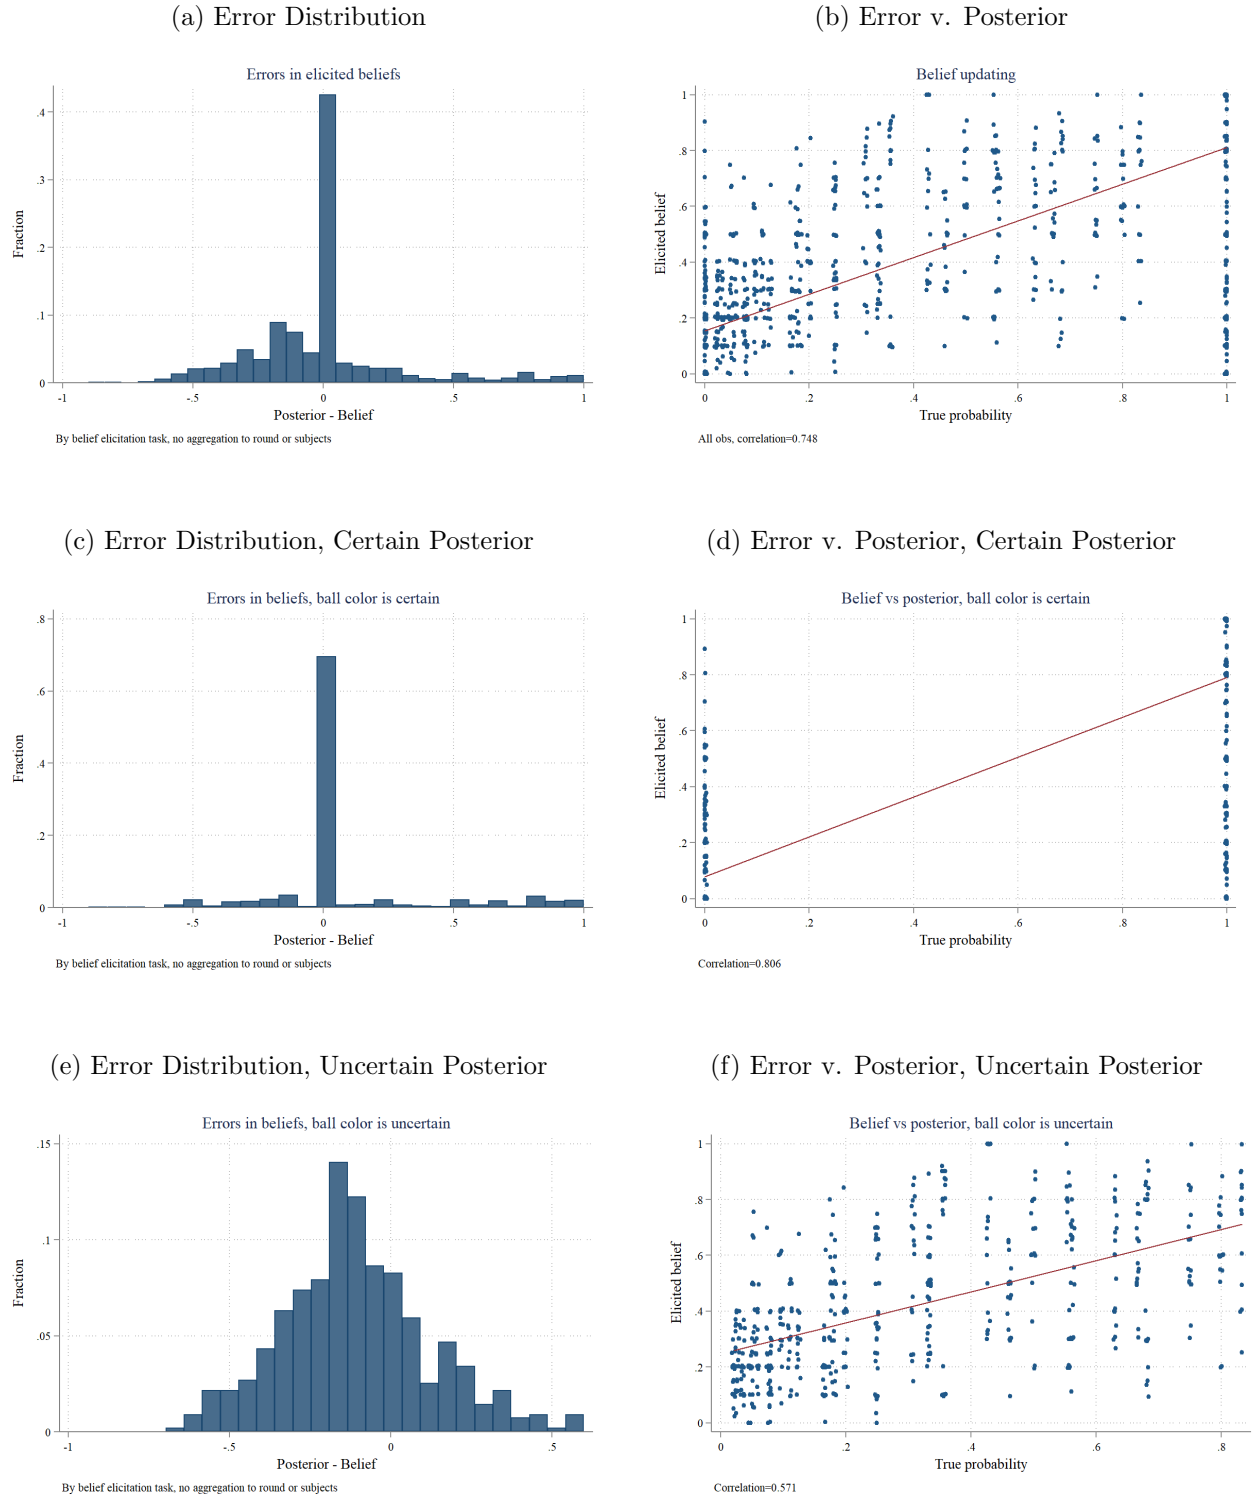 (a) Error Distribution
Errors in elicited beliefs
.4
.3
.2
.1
0
Fraction
-1
-.5
0
.5
1
Posterior - Belief
By belief elicitation task, no aggregation to round or subjects
(b) Error v. Posterior
Belief updating
1
.8
.6
.4
.2
0
Elicited belief
0
.2
.4
.6
.8
1
True probability
All obs, correlation=0.748
(c) Error Distribution, Certain Posterior
Errors in beliefs, ball color is certain
.8
.6
.4
.2
0
Fraction
-1
-.5
0
.5
1
Posterior - Belief
By belief elicitation task, no aggregation to round or subjects
(d) Error v. Posterior, Certain Posterior
Belief vs posterior, ball color is certain
1
.8
.6
.4
.2
0
Elicited belief
0
.2
.4
.6
.8
1
True probability
Correlation=0.806
(e) Error Distribution, Uncertain Posterior
Errors in beliefs, ball color is uncertain
.15
.1
.05
0
Fraction
-1
-.5
0
.5
Posterior - Belief
By belief elicitation task, no aggregation to round or subjects
(f) Error v. Posterior, Uncertain Posterior
Belief vs posterior, ball color is uncertain
1
.8
.6
.4
.2
0
Elicited belief
0
.2
.4
.6
.8
True probability
Correlation=0.571